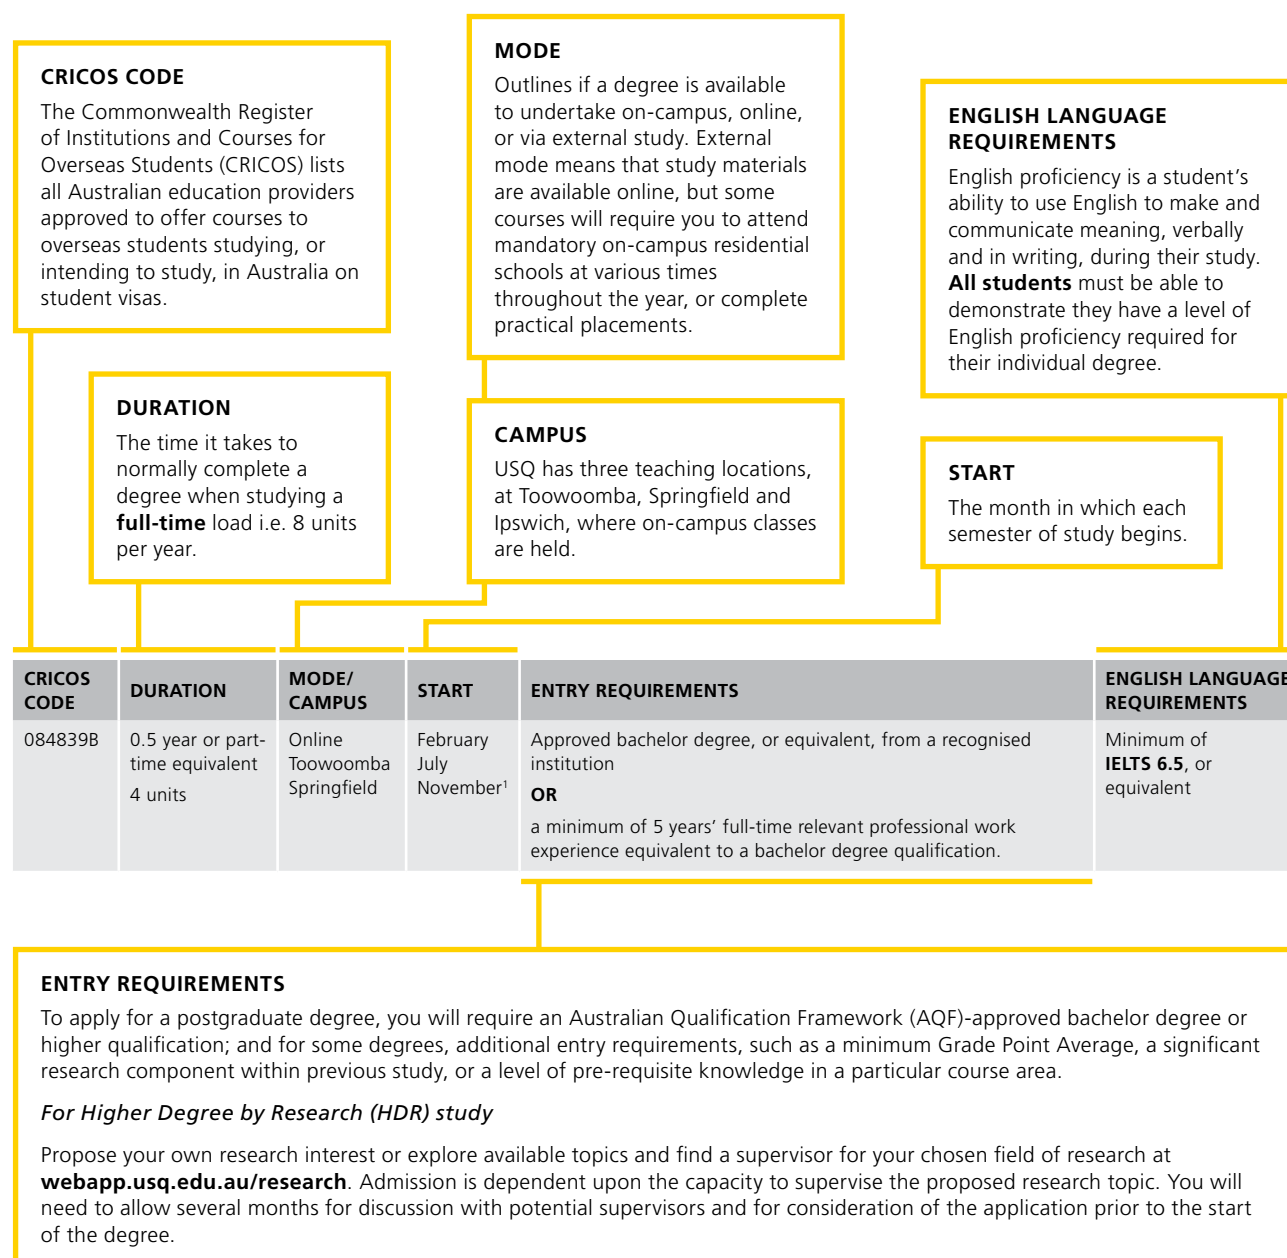 CRICOS CODE
The Commonwealth Register
of Institutions and Courses for
Overseas Students (CRICOS) lists
all Australian education providers
approved to offer courses to
overseas students studying, or
intending to study, in Australia on
student visas.
MODE
Outlines if a degree is available
to undertake on-campus, online,
or via external study. External
mode means that study materials
are available online, but some
courses will require you to attend
mandatory on-campus residential
schools at various times
throughout the year, or complete
practical placements.
ENGLISH LANGUAGE
REQUIREMENTS
English proficiency is a student’s
ability to use English to make and
communicate meaning, verbally
and in writing, during their study.
All students must be able to
demonstrate they have a level of
English proficiency required for
their individual degree.
DURATION
The time it takes to
normally complete a
degree when studying a
full-time load i.e. 8 units
per year.
CAMPUS
USQ has three teaching locations,
at Toowoomba, Springfield and
Ipswich, where on-campus classes
are held.
START
The month in which each
semester of study begins.
CRICOS
CODE
DURATION
MODE/
CAMPUS
START
ENTRY REQUIREMENTS
ENGLISH LANGUAGE
REQUIREMENTS
084839B
0.5 year or part-
time equivalent
4 units
Online
Toowoomba
Springfield
February
July
November¹
Approved bachelor degree, or equivalent, from a recognised
institution
OR
a minimum of 5 years’ full-time relevant professional work
experience equivalent to a bachelor degree qualification.
Minimum of
IELTS 6.5, or
equivalent
ENTRY REQUIREMENTS
To apply for a postgraduate degree, you will require an Australian Qualification Framework (AQF)-approved bachelor degree or
higher qualification; and for some degrees, additional entry requirements, such as a minimum Grade Point Average, a significant
research component within previous study, or a level of pre-requisite knowledge in a particular course area.
For Higher Degree by Research (HDR) study
Propose your own research interest or explore available topics and find a supervisor for your chosen field of research at
webapp.usq.edu.au/research. Admission is dependent upon the capacity to supervise the proposed research topic. You will
need to allow several months for discussion with potential supervisors and for consideration of the application prior to the start
of the degree.